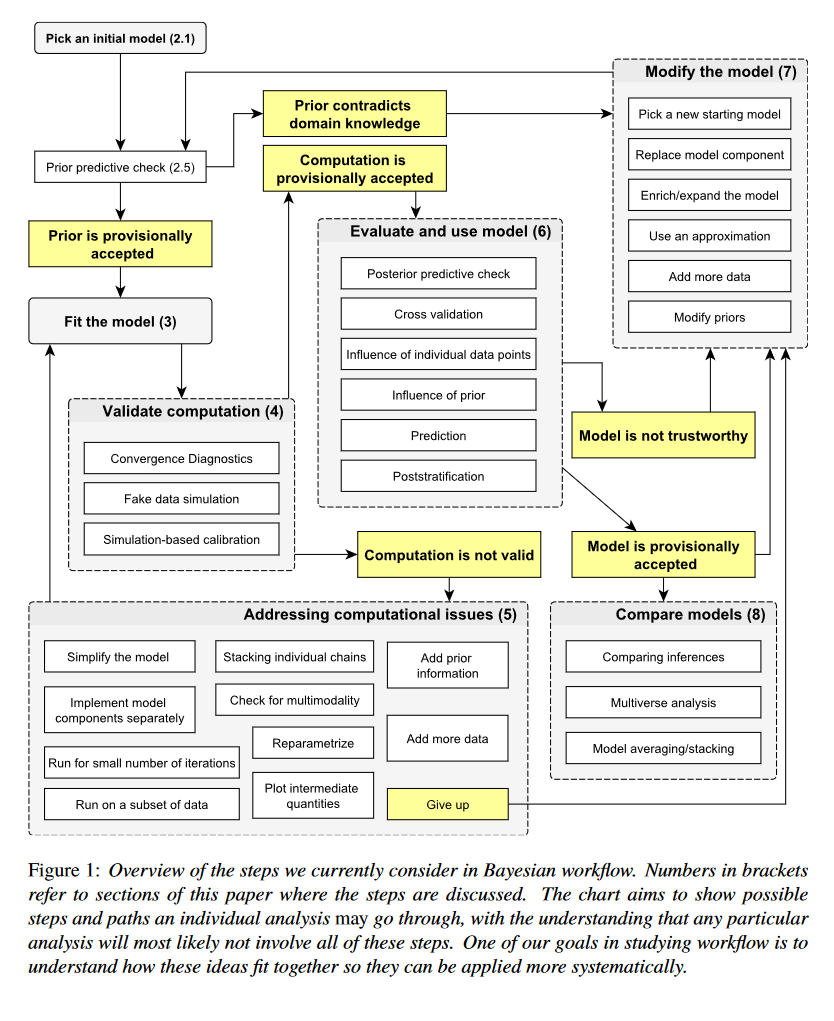 Pick an initial model (2.1)
Modify the model (7)
Prior contradicts
domain knowledge
Pick a new starting model
Replace model component
Enrich/expand the model
Use an approximation
Add more data
Modify priors
Prior predictive check (2.5)
Computation is
provisionally accepted
Prior is provisionally
accepted
Evaluate and use model (6)
Posterior predictive check
Cross validation
Influence of individual data points
Influence of prior
Prediction
Poststratification
Fit the model (3)
Validate computation (4)
Convergence Diagnostics
Fake data simulation
Simulation-based calibration
Model is not trustworthy
Computation is not valid
Model is provisionally
accepted
Addressing computational issues (5)
Simplify the model
Implement model
components separately
Run for small number of iterations
Run on a subset of data
Stacking individual chains
Check for multimodality
Reparametrize
Plot intermediate
quantities
Add prior
information
Add more data
Give up
Compare models (8)
Comparing inferences
Multiverse analysis
Model averaging/stacking
Figure 1: Overview of the steps we currently consider in Bayesian workflow. Numbers in brackets
refer to sections of this paper where the steps are discussed. The chart aims to show possible
steps and paths an individual analysis may go through, with the understanding that any particular
analysis will most likely not involve all of these steps. One of our goals in studying workflow is to
understand how these ideas fit together so they can be applied more systematically.